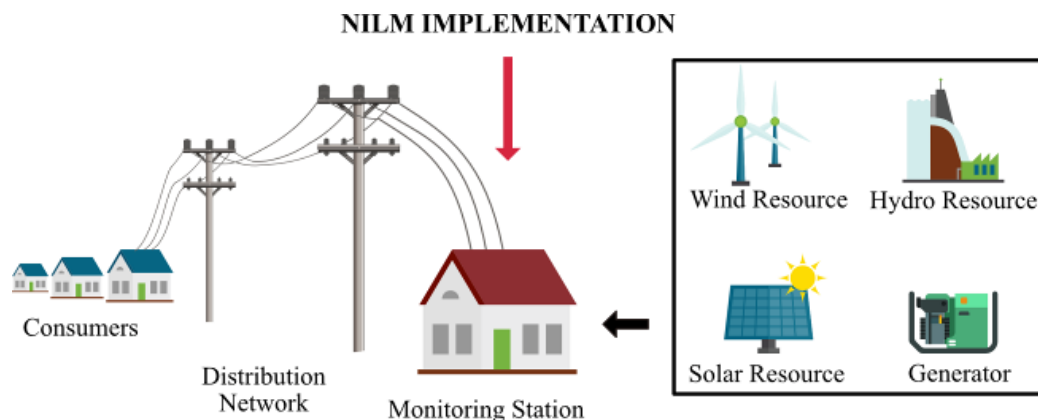 NILM IMPLEMENTATION
Wind Resource
Hydro Resource
Consumers
Distribution
Network
Monitoring Station
Solar Resource
Generator